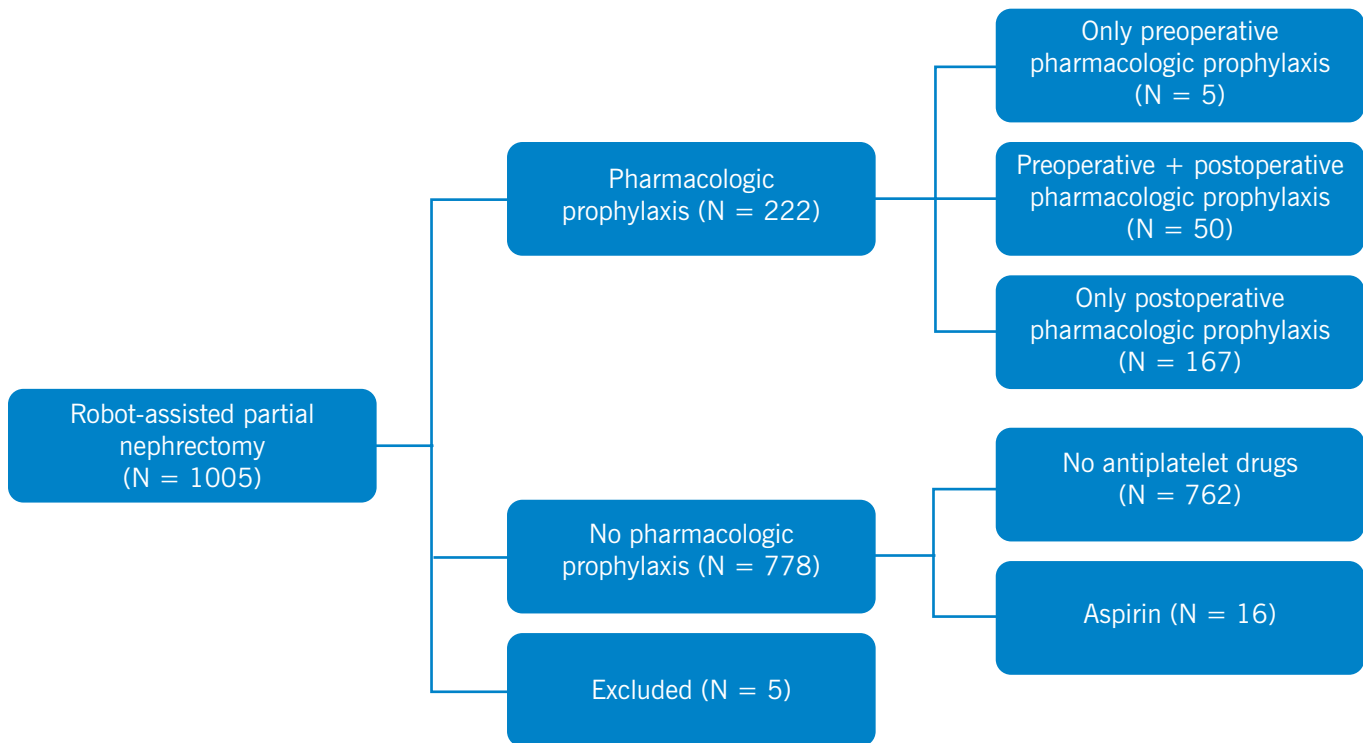 Robot-assisted partial
nephrectomy
(N = 1005)
Pharmacologic
prophylaxis (N = 222)
Only preoperative
pharmacologic prophylaxis
(N = 5)
Preoperative + postoperative
pharmacologic prophylaxis
(N = 50)
Only postoperative
pharmacologic prophylaxis
(N = 167)
No pharmacologic
prophylaxis (N = 778)
No antiplatelet drugs
(N = 762)
Aspirin (N = 16)
Excluded (N = 5)